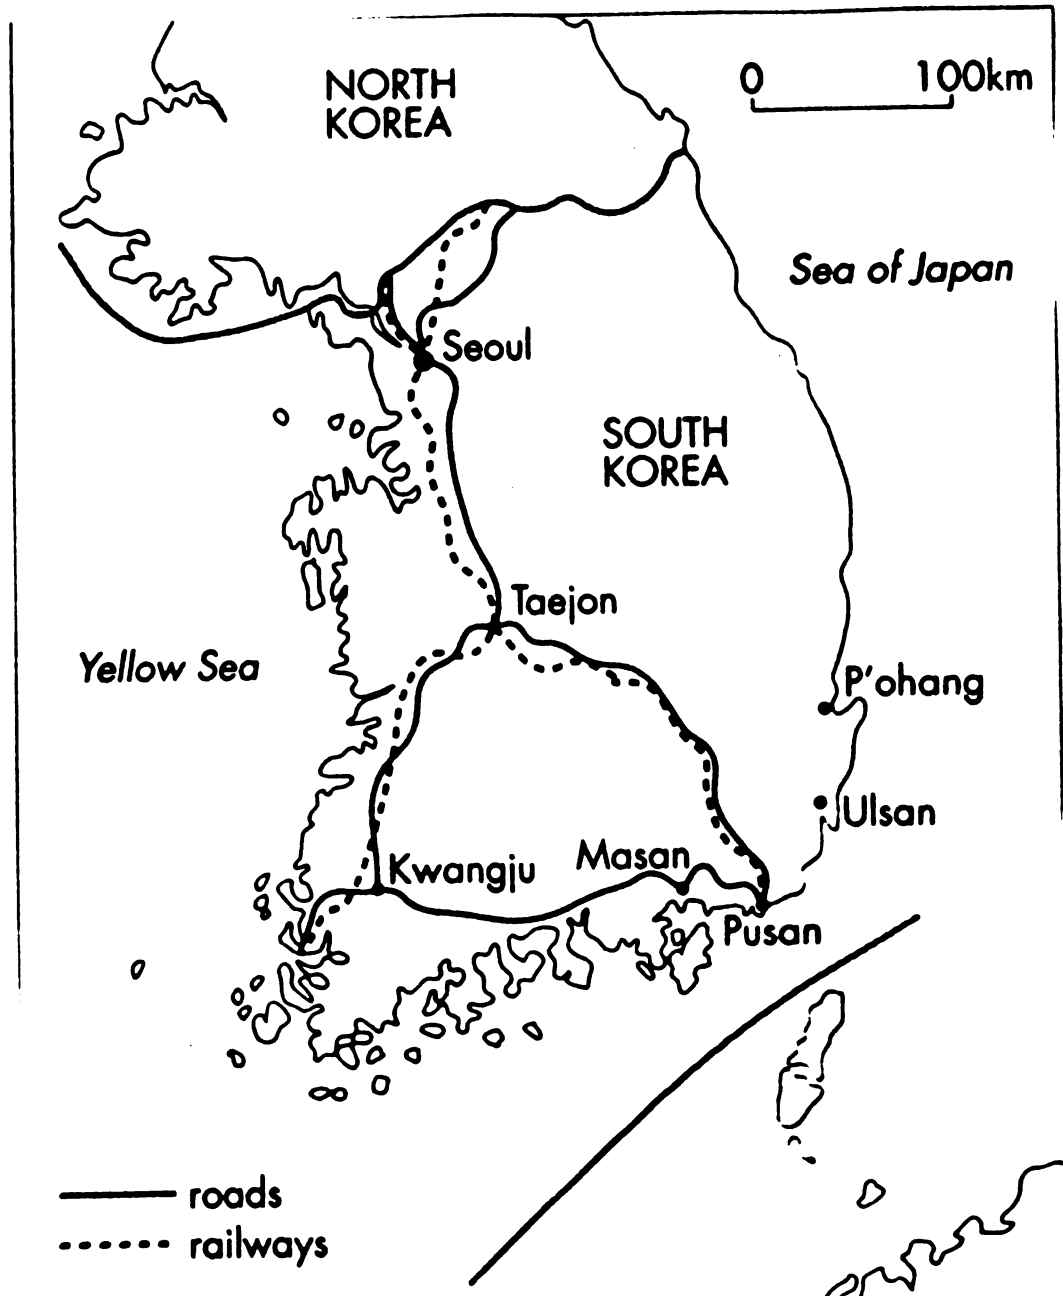 NORTH
KOREA
0 100km
Sea of Japan
Seoul
SOUTH
KOREA
Taejon
Yellow Sea
P'ohang
Ulsan
Masan
Kwangju
Pusan
roads
railways